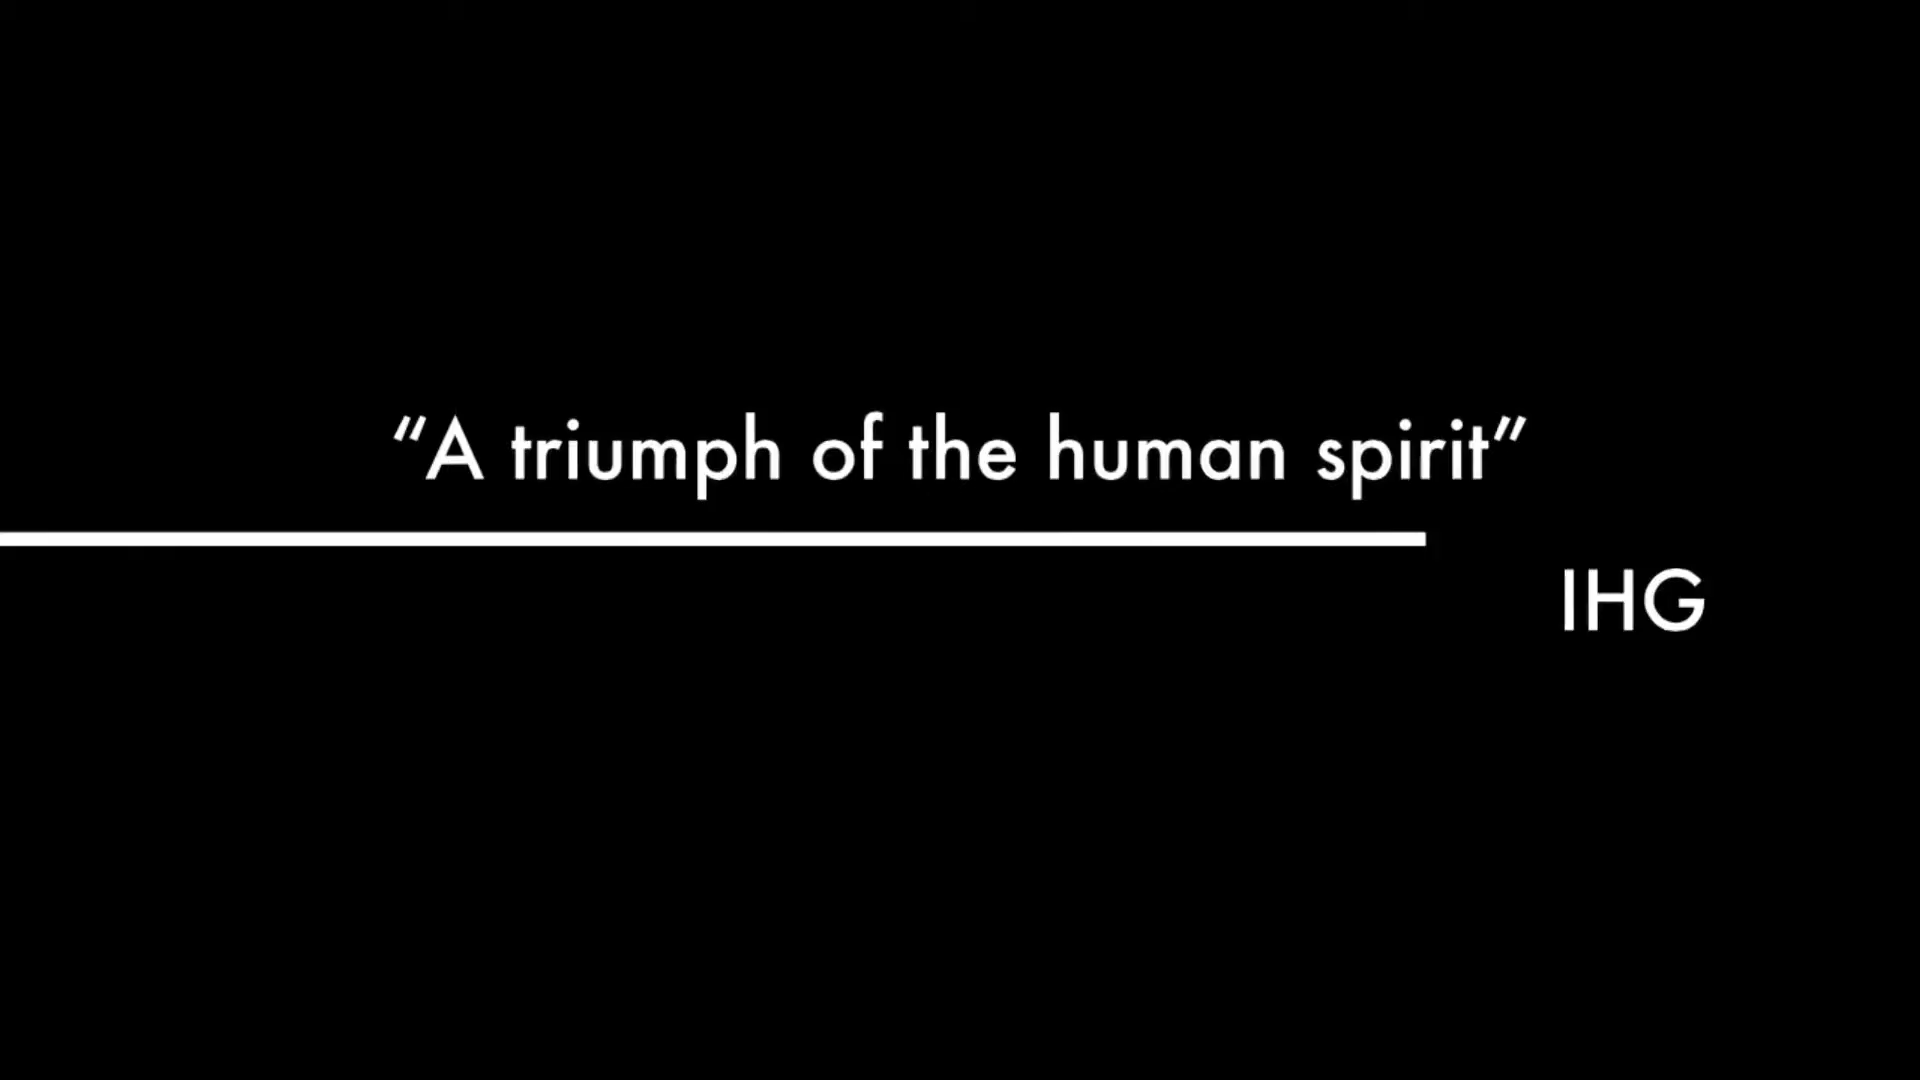 “A triumph of the human spirit”
IHG